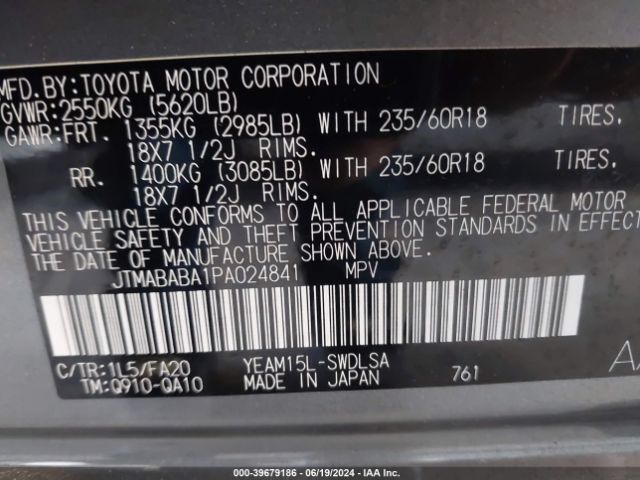 MFD.BY:TOYOTA MOTOR CORPORATION
GVWR:2550KG (5620LB)
GAWR:FRT. 1355KG (2985LB) WITH 235/60R18 TIRES.
18X7 1/2J RIMS.
RR. 1400KG (3085LB) WITH 235/60R18 TIRES.
18X7 1/2J RIMS.
THIS VEHICLE CONFORMS TO ALL APPLICABLE FEDERAL MOTOR
VEHICLE SAFETY AND THEFT PREVENTION STANDARDS IN EFFECT
THE DATE OF MANUFACTURE SHOWN ABOVE.
JTMABABA1PA024841 MPV
C/TR:1L5/FA20 YEAM15L-SWDLSA
TM:Q910-QA10 MADE IN JAPAN 761
000-39679186 - 06/19/2024 - IAA Inc.